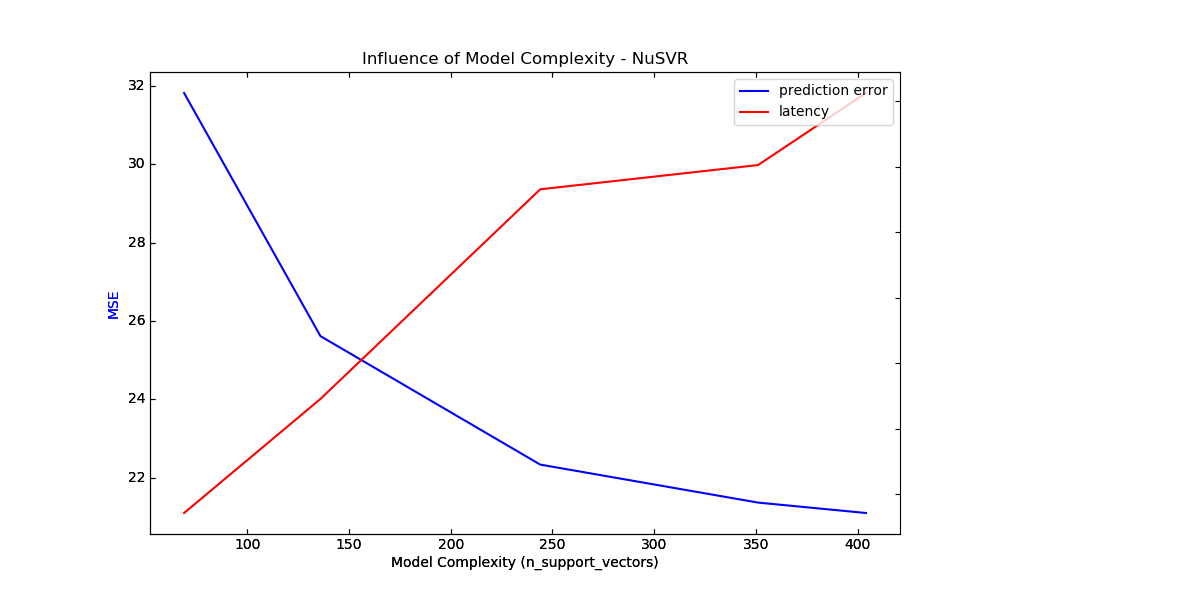 Influence of Model Complexity - NuSVR
prediction error
latency
32
30
28
26
24
22
MSE
100 150 200 250 300 350 400
Model Complexity (n_support_vectors)